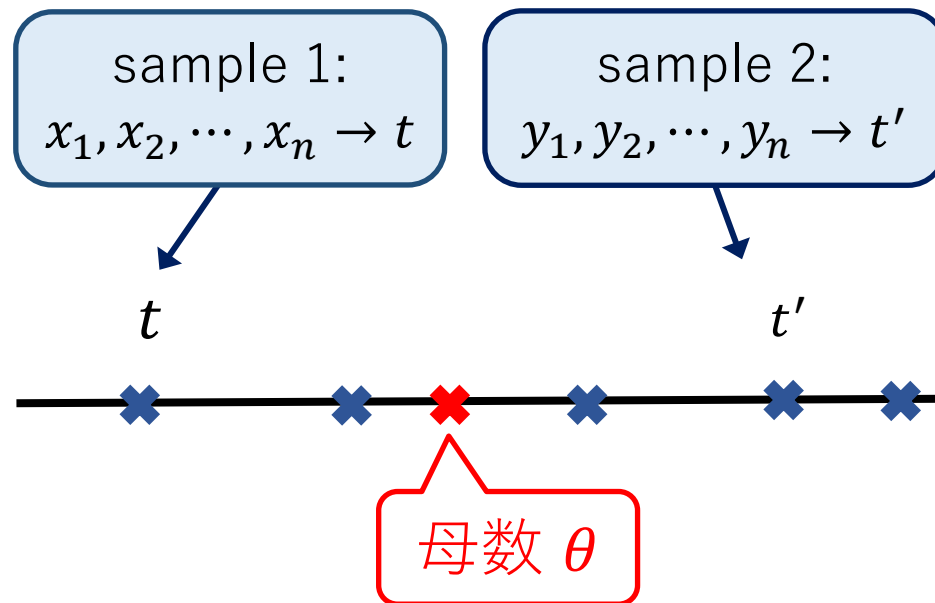 sample 1:
x₁, x₂, ⋯, xₙ → t
sample 2:
y₁, y₂, ⋯, yₙ → t′
t
t′
母数 θ